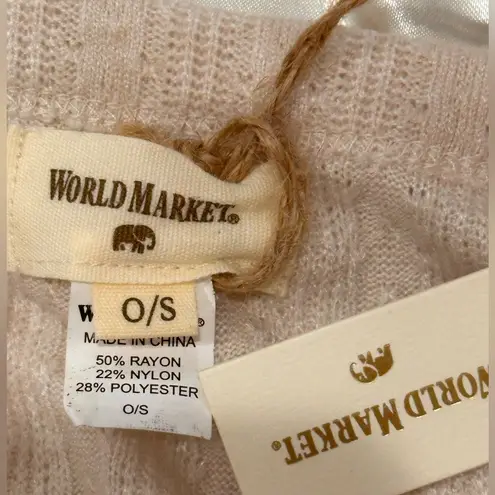 WORLD MARKET®
O/S
W ®
MADE IN CHINA
50% RAYON
22% NYLON
28% POLYESTER
O/S
WORLD MARKET®